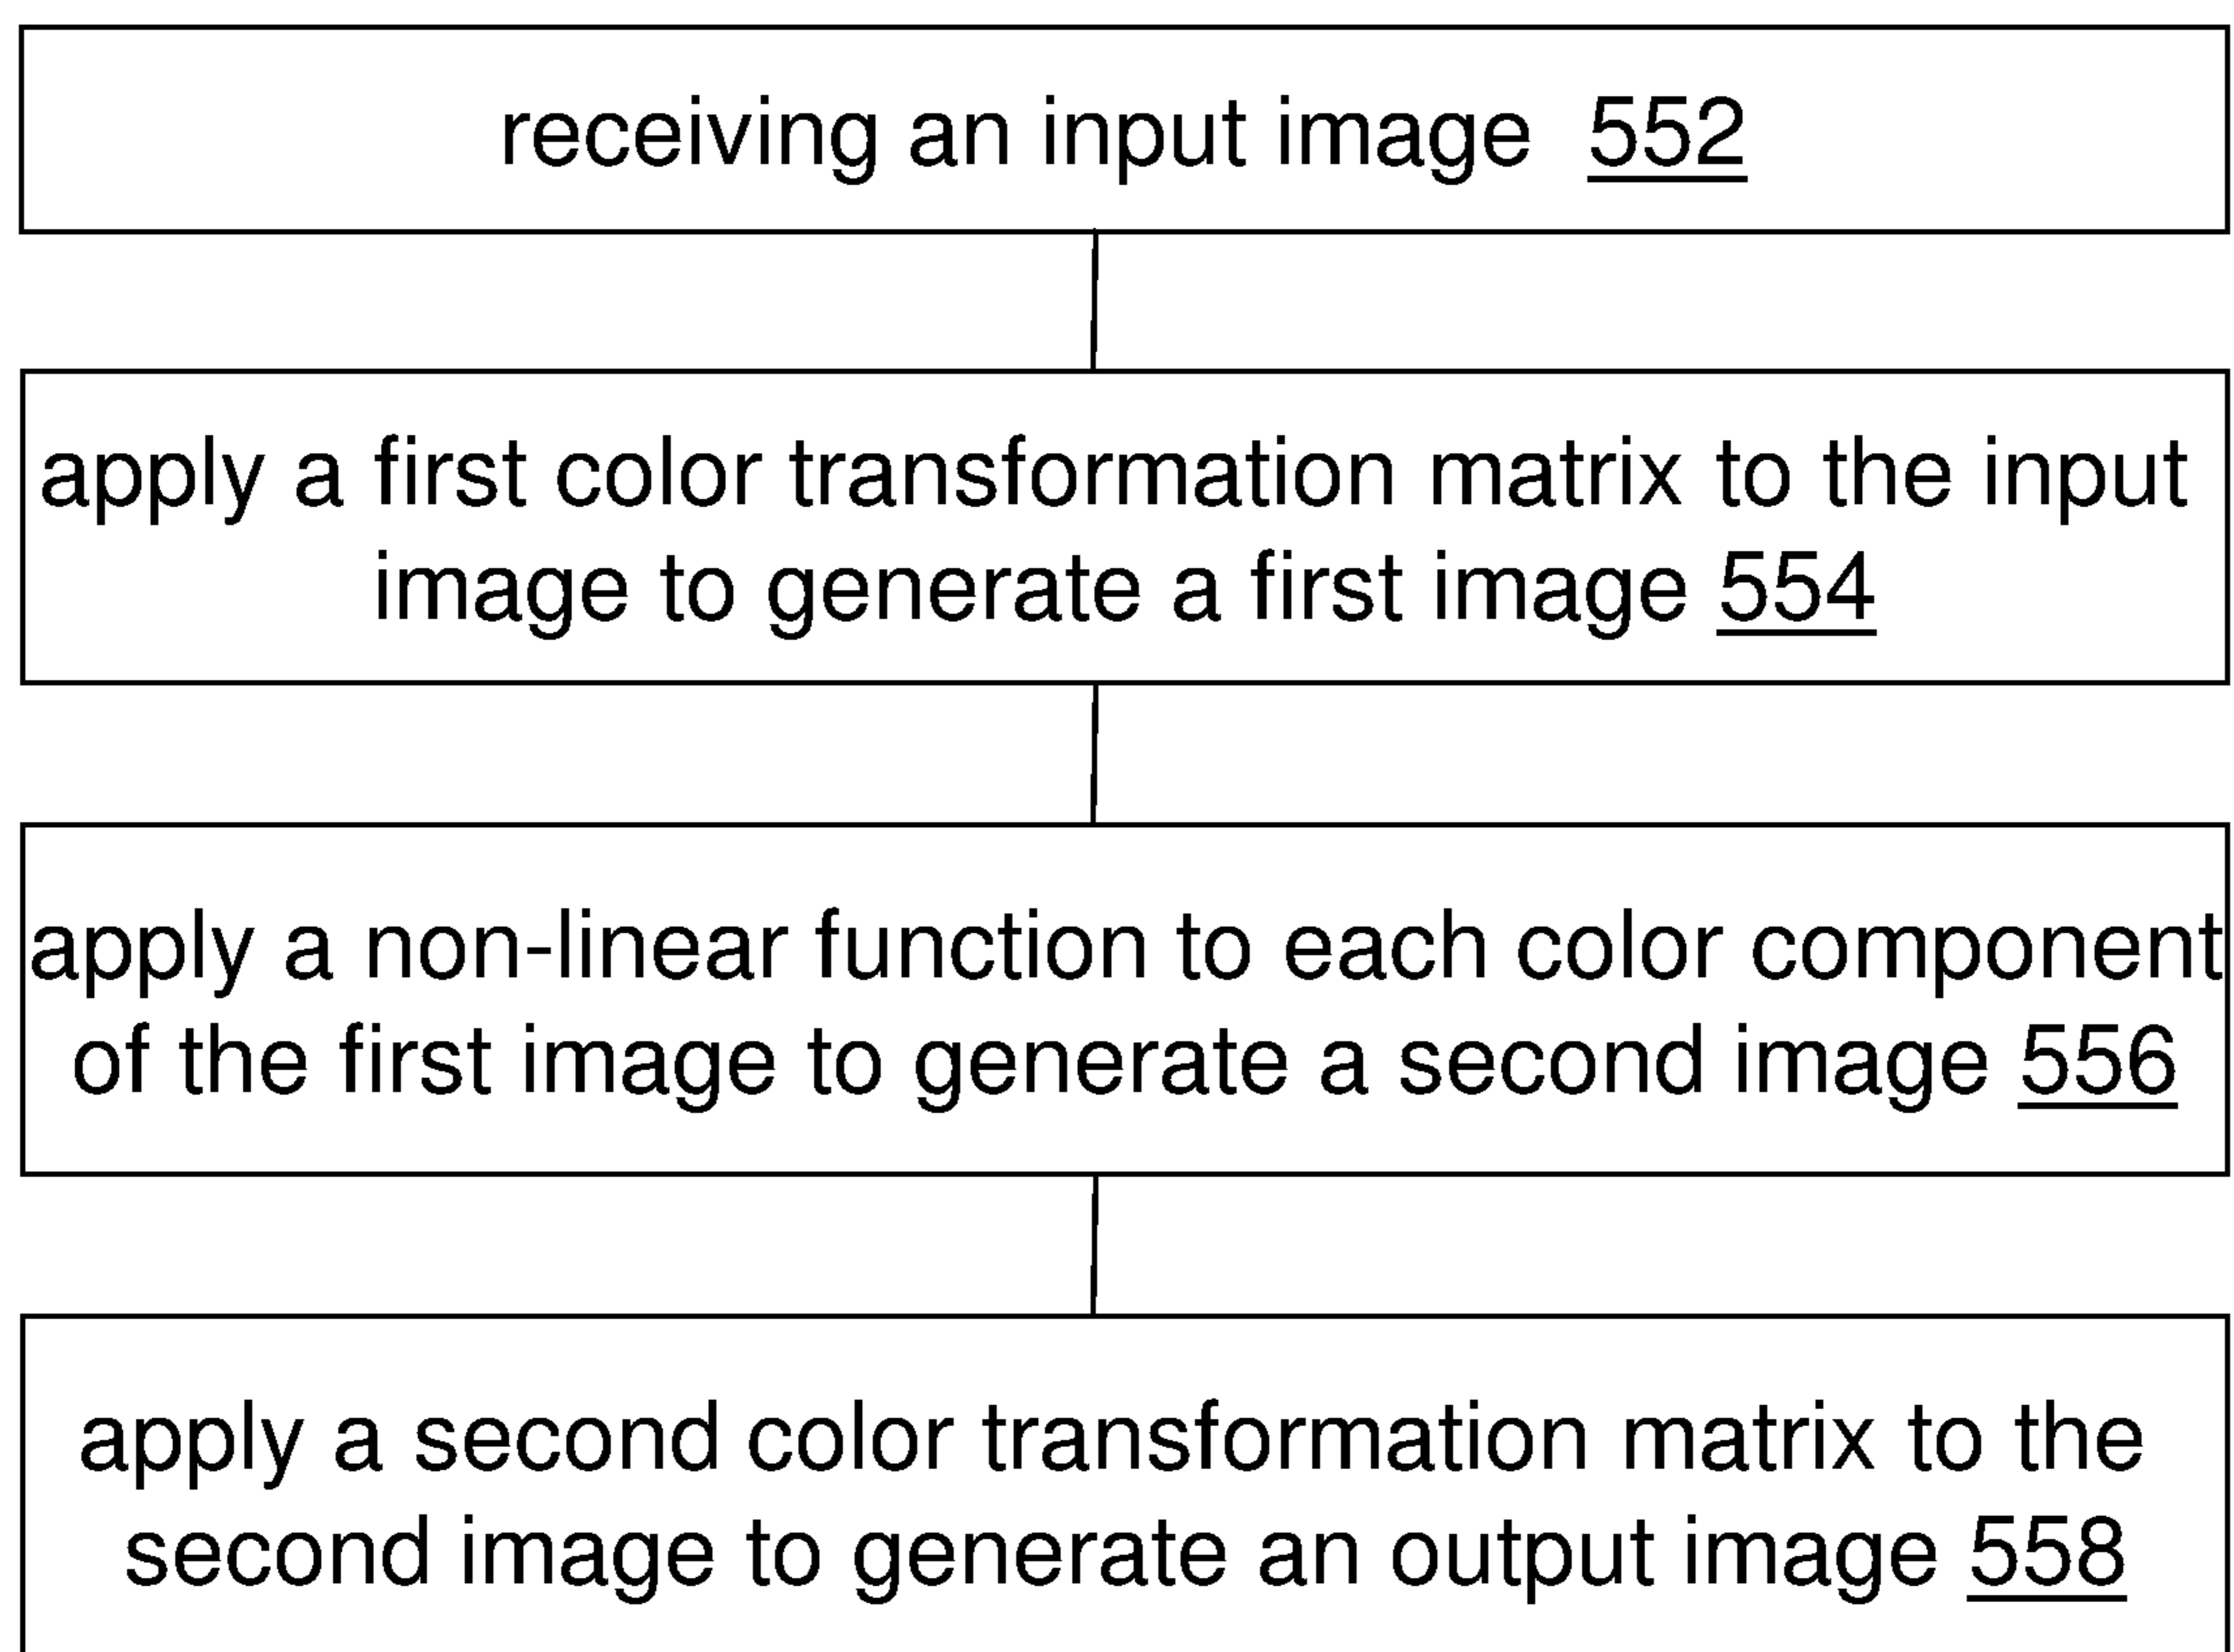 receiving an input image 552
apply a first color transformation matrix to the input
image to generate a first image 554
apply a non-linear function to each color component
of the first image to generate a second image 556
apply a second color transformation matrix to the
second image to generate an output image 558